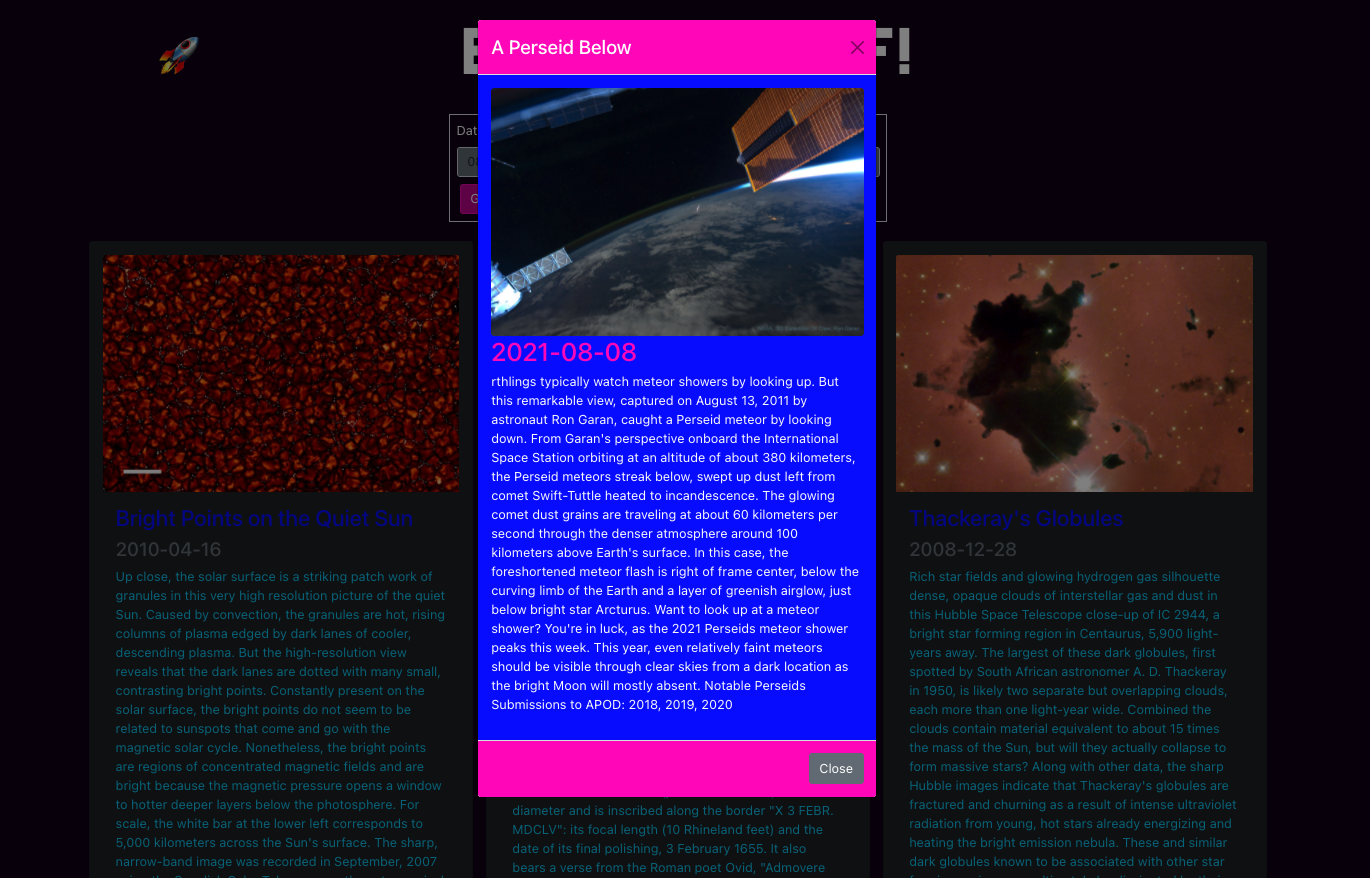 A Perseid Below
2021-08-08
rthlings typically watch meteor showers by looking up. But
this remarkable view, captured on August 13, 2011 by
astronaut Ron Garan, caught a Perseid meteor by looking
down. From Garan's perspective onboard the International
Space Station orbiting at an altitude of about 380 kilometers,
the Perseid meteors streak below, swept up dust left from
comet Swift-Tuttle heated to incandescence. The glowing
comet dust grains are traveling at about 60 kilometers per
second through the denser atmosphere around 100
kilometers above Earth's surface. In this case, the
foreshortened meteor flash is right of frame center, below the
curving limb of the Earth and a layer of greenish airglow, just
below bright star Arcturus. Want to look up at a meteor
shower? You're in luck, as the 2021 Perseids meteor shower
peaks this week. This year, even relatively faint meteors
should be visible through clear skies from a dark location as
the bright Moon will mostly absent. Notable Perseids
Submissions to APOD: 2018, 2019, 2020
Close
Bright Points on the Quiet Sun
2010-04-16
Up close, the solar surface is a striking patch work of
granules in this very high resolution picture of the quiet
Sun. Caused by convection, the granules are hot, rising
columns of plasma edged by dark lanes of cooler,
descending plasma. But the high-resolution view
reveals that the dark lanes are dotted with many small,
contrasting bright points. Constantly present on the
solar surface, the bright points do not seem to be
related to sunspots that come and go with the
magnetic solar cycle. Nonetheless, the bright points
are regions of concentrated magnetic fields and are
bright because the magnetic pressure opens a window
to hotter deeper layers below the photosphere. For
scale, the white bar at the lower left corresponds to
5,000 kilometers across the Sun's surface. The sharp,
narrow-band image was recorded in September, 2007
diameter and is inscribed along the border "X 3 FEBR.
MDCLV": its focal length (10 Rhineland feet) and the
date of its final polishing, 3 February 1655. It also
bears a verse from the Roman poet Ovid, "Admovere
Thackeray's Globules
2008-12-28
Rich star fields and glowing hydrogen gas silhouette
dense, opaque clouds of interstellar gas and dust in
this Hubble Space Telescope close-up of IC 2944, a
bright star forming region in Centaurus, 5,900 light-
years away. The largest of these dark globules, first
spotted by South African astronomer A. D. Thackeray
in 1950, is likely two separate but overlapping clouds,
each more than one light-year wide. Combined the
clouds contain material equivalent to about 15 times
the mass of the Sun, but will they actually collapse to
form massive stars? Along with other data, the sharp
Hubble images indicate that Thackeray's globules are
fractured and churning as a result of intense ultraviolet
radiation from young, hot stars already energizing and
heating the bright emission nebula. These and similar
dark globules known to be associated with other star